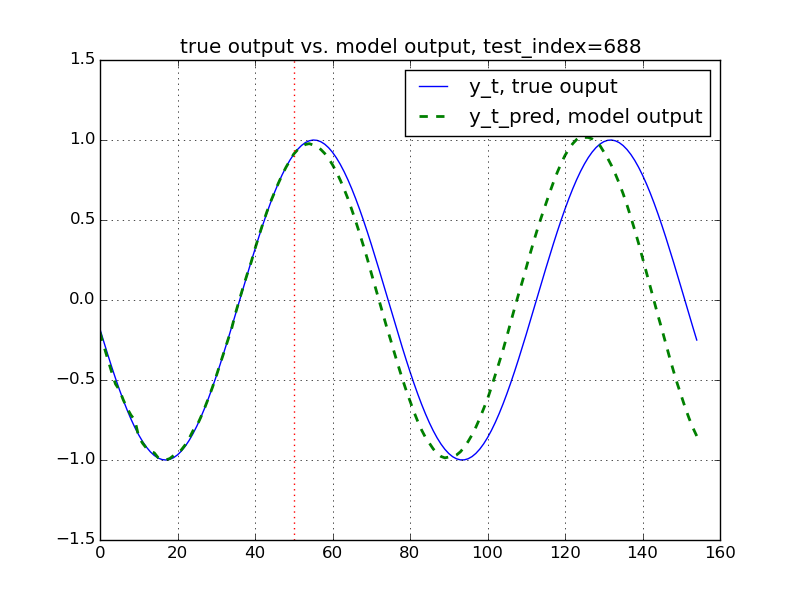 true output vs. model output, test_index=688
y_t, true ouput
y_t_pred, model output
1.5
1.0
0.5
0.0
−0.5
−1.0
−1.5
0 20 40 60 80 100 120 140 160